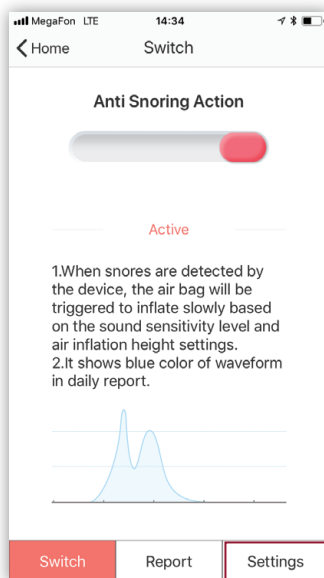 MegaFon LTE 14:34
Home Switch
Anti Snoring Action
Active
1.When snores are detected by
the device, the air bag will be
triggered to inflate slowly based
on the sound sensitivity level and
air inflation height settings.
2.It shows blue color of waveform
in daily report.
Switch Report Settings